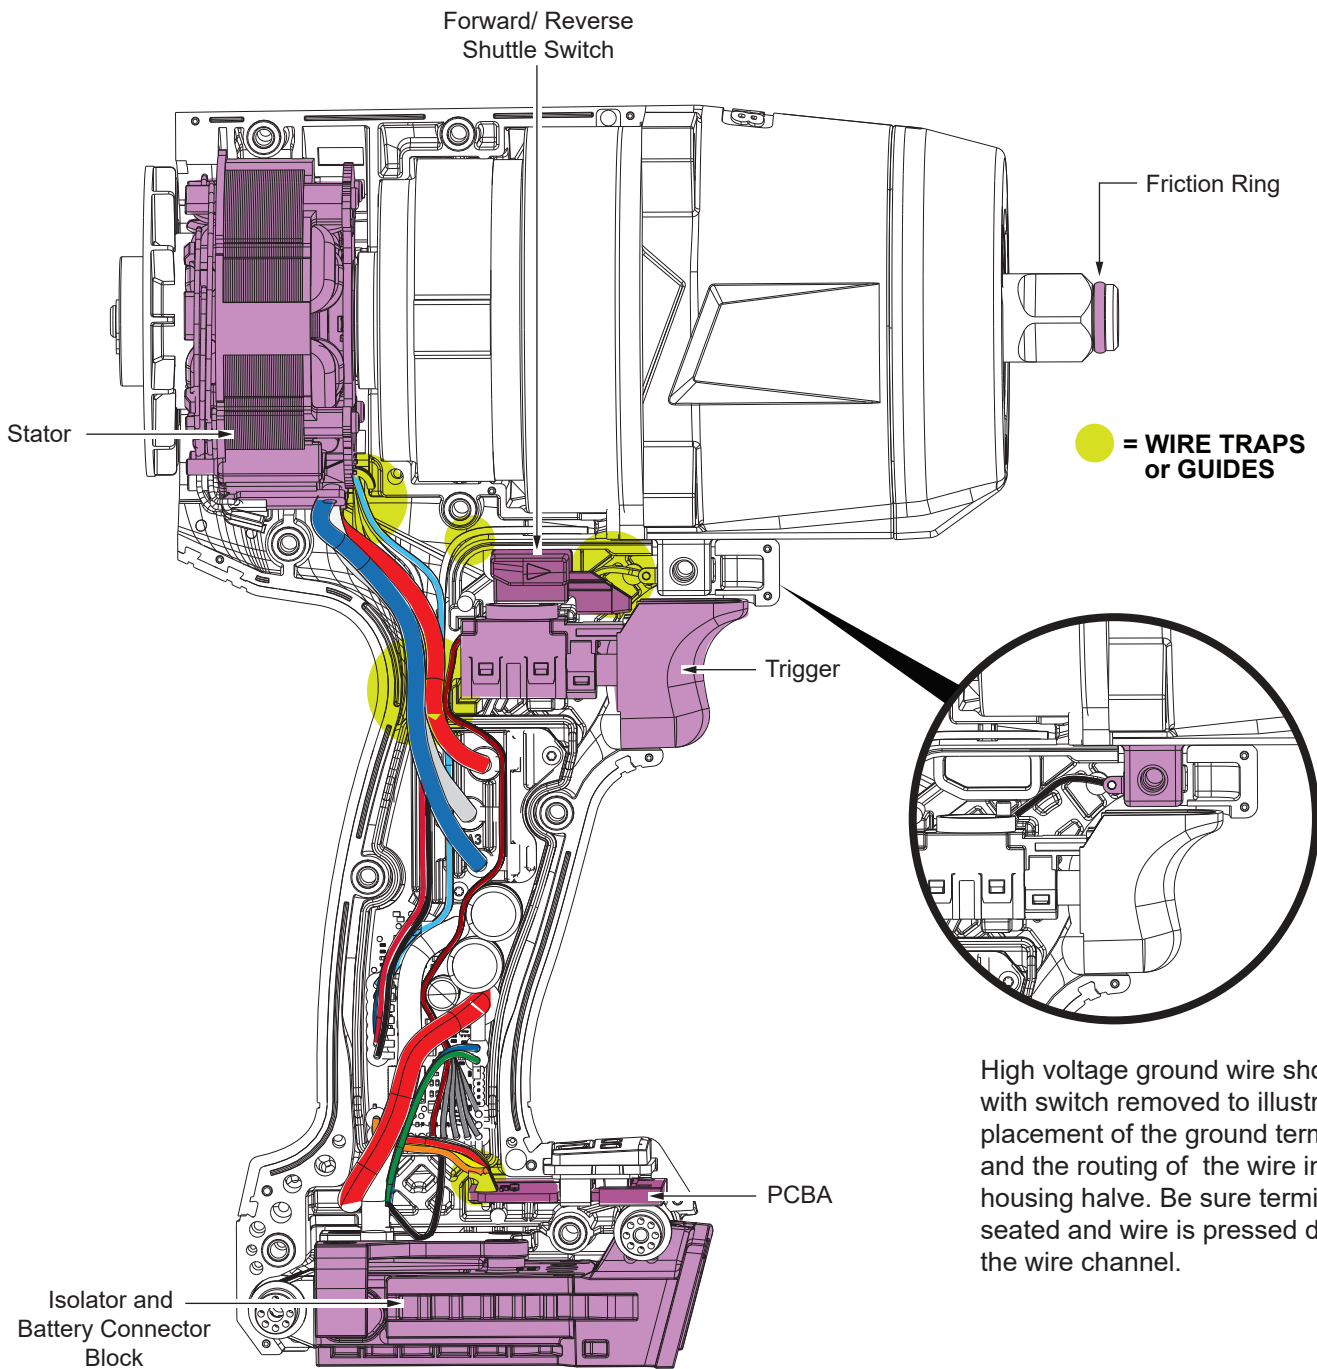 Forward/ Reverse
Shuttle Switch
Friction Ring
Stator
= WIRE TRAPS
or GUIDES
Trigger
A3
High voltage ground wire sho
with switch removed to illustr
placement of the ground tern
and the routing of the wire in
housing halve. Be sure termi
seated and wire is pressed d
the wire channel.
PCBA
Isolator and
Battery Connector
Block